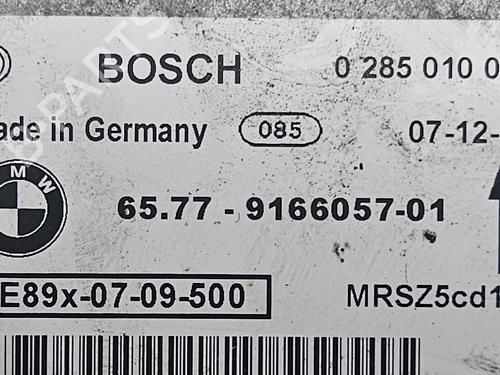 BOSCH 0 285 010 0
ade in Germany 085 07-12-
BMW 65.77 - 9166057-01
E89x-07-09-500 MRSZ5cd1